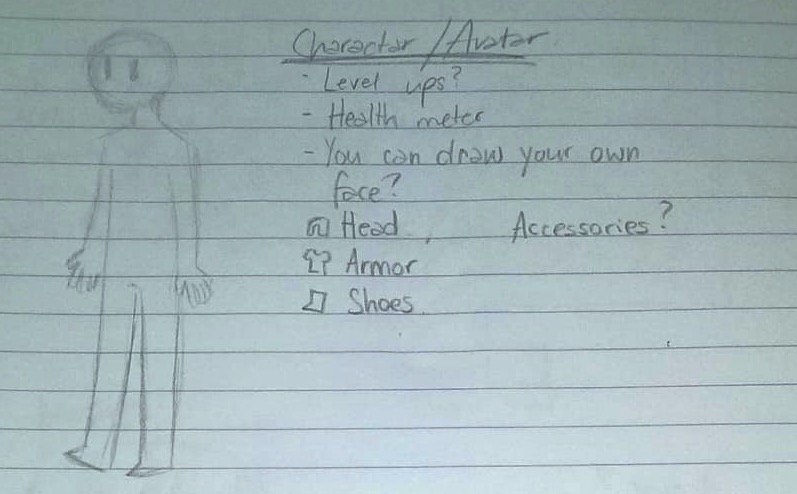 Character/Avatar
- Level ups?
- Health meter
- You can draw your own
face?
Head, Accessories?
Armor
Shoes